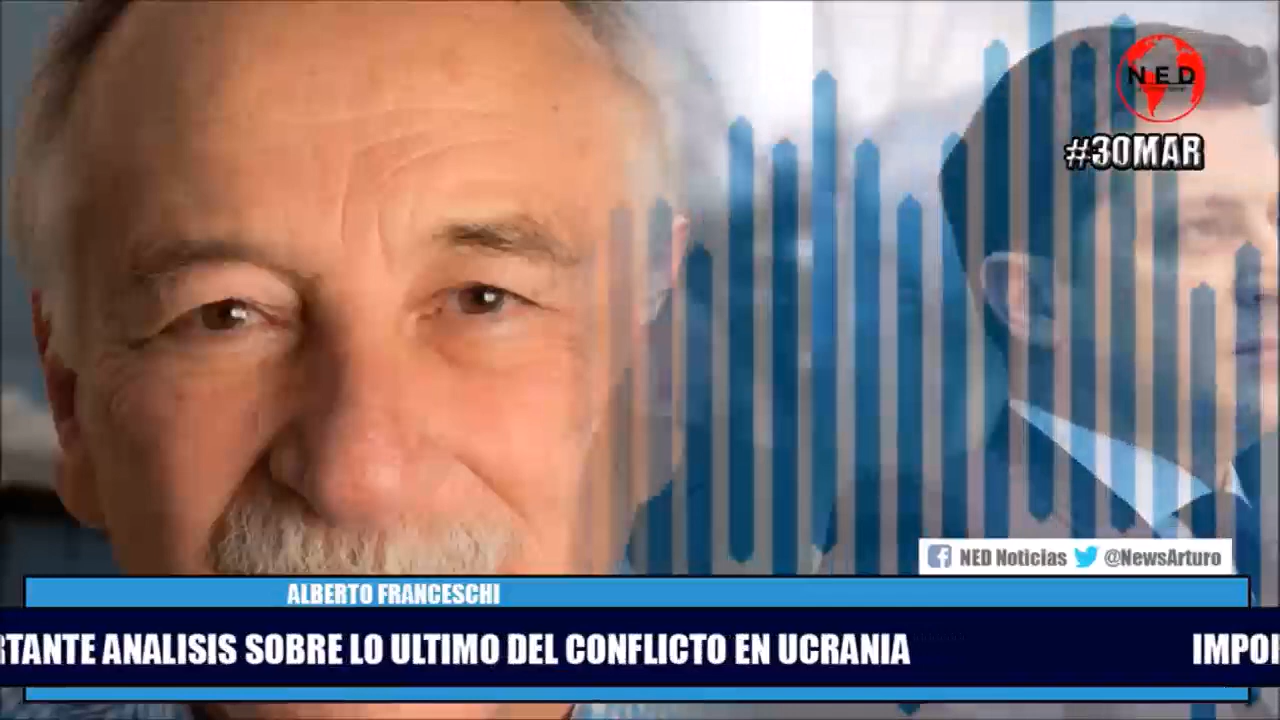 NED
#30MAR
NED Noticias @NewsArturo
ALBERTO FRANCESCHI
RTANTE ANALISIS SOBRE LO ULTIMO DEL CONFLICTO EN UCRANIA IMPO